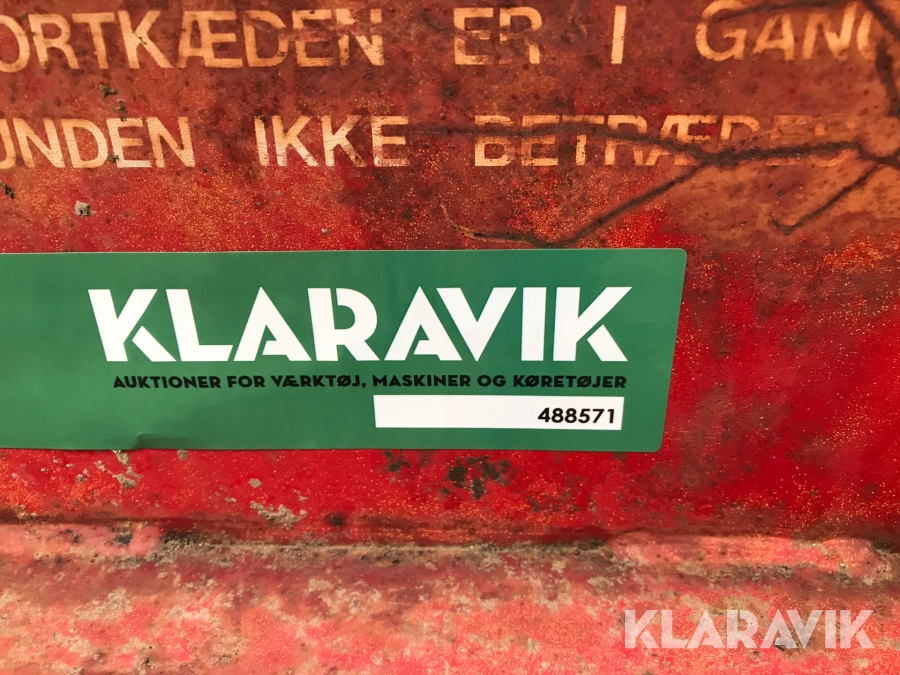 ORTKÆDEN ER I GANG
UNDEN IKKE BETRÆDES
KLARAVIK
AUKTIONER FOR VÆRKTØJ, MASKINER OG KØRETØJER
488571
KLARAVIK